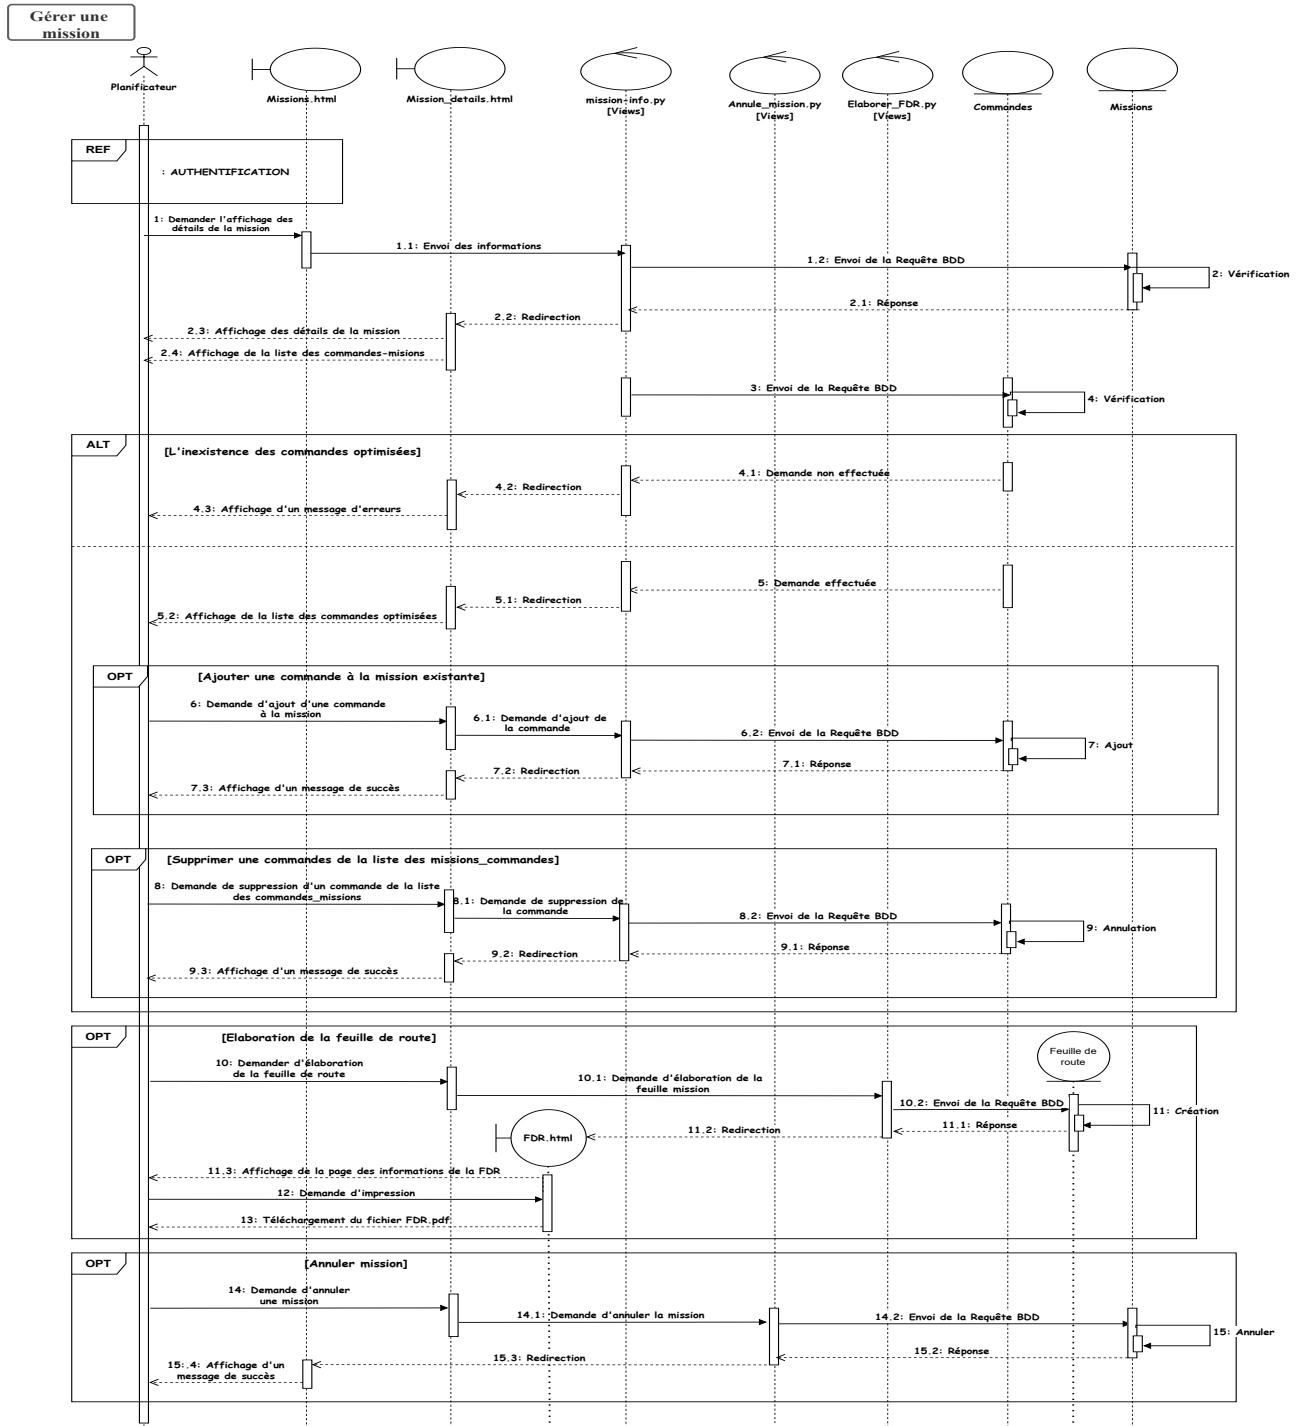 Gérer une
mission
Planificateur
Missions.html
Mission_details.html
mission-info.py
[Views]
Annule_mission.py
[Views]
Elaborer_FDR.py
[Views]
Commandes
Missions
REF
: AUTHENTIFICATION
1: Demander l'affichage des
détails de la mission
1.1: Envoi des informations
1.2: Envoi de la Requête BDD
2: Vérification
2.1: Réponse
2.2: Redirection
2.3: Affichage des détails de la mission
2.4: Affichage de la liste des commandes-misions
3: Envoi de la Requête BDD
4: Vérification
ALT
[L'inexistence des commandes optimisées]
4.1: Demande non effectuée
4.2: Redirection
4.3: Affichage d'un message d'erreurs
5: Demande effectuée
5.1: Redirection
5.2: Affichage de la liste des commandes optimisées
OPT
[Ajouter une commande à la mission existante]
6: Demande d'ajout d'une commande
à la mission
6.1: Demande d'ajout de
la commande
6.2: Envoi de la Requête BDD
7: Ajout
7.1: Réponse
7.2: Redirection
7.3: Affichage d'un message de succès
OPT
[Supprimer une commandes de la liste des missions_commandes]
8: Demande de suppression d'un commande de la liste
des commandes_missions
8.1: Demande de suppression de
la commande
8.2: Envoi de la Requête BDD
9: Annulation
9.1: Réponse
9.2: Redirection
9.3: Affichage d'un message de succès
OPT
[Elaboration de la feuille de route]
Feuille de
route
10: Demander d'élaboration
de la feuille de route
10.1: Demande d'élaboration de la
feuille mission
10.2: Envoi de la Requête BDD
11: Création
11.1: Réponse
11.2: Redirection
FDR.html
11.3: Affichage de la page des informations de la FDR
12: Demande d'impression
13: Téléchargement du fichier FDR.pdf
OPT
[Annuler mission]
14: Demande d'annuler
une mission
14.1: Demande d'annuler la mission
14.2: Envoi de la Requête BDD
15: Annuler
15.2: Réponse
15.3: Redirection
15:.4: Affichage d'un
message de succès